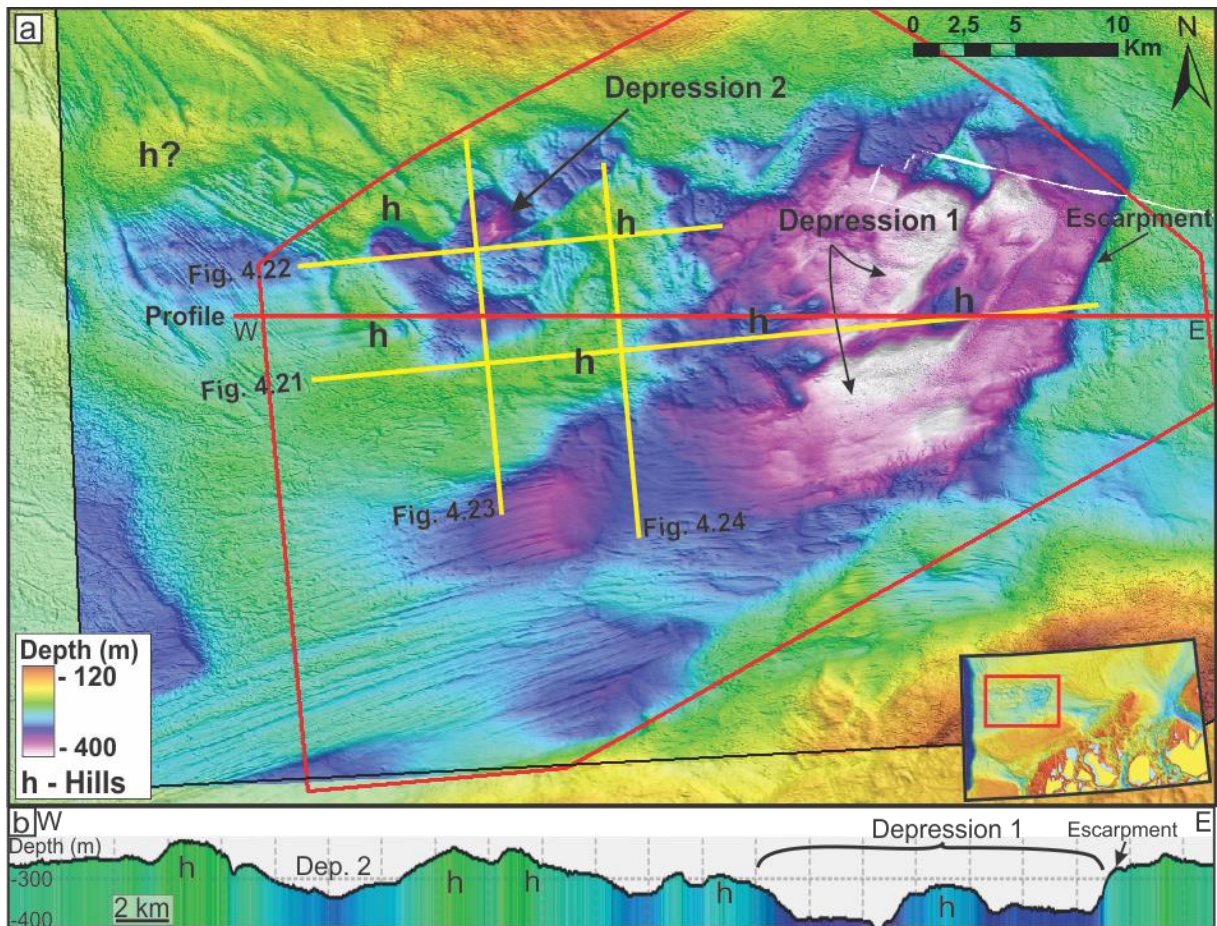 a
0 2,5 5 10
Km
N
Depression 2
h?
h
h
Depression 1
Escarpment
Fig. 4.22
Profile
W
h
h
h
E
Fig. 4.21
h
Fig. 4.23
Fig. 4.24
Depth (m)
- 120
- 400
h - Hills
b W
Depth (m)
Depression 1
Escarpment
E
h
Dep. 2
h
h
h
h
-300
-400
2 km